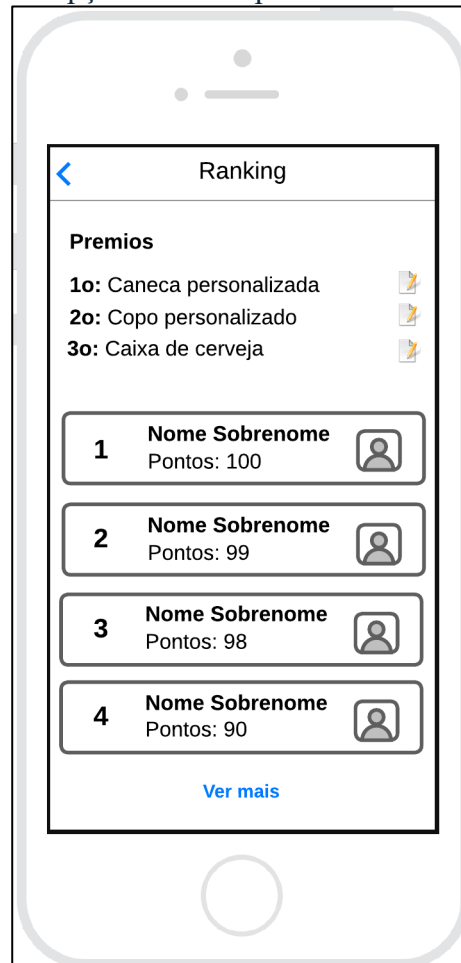 Ranking
Premios
1o: Caneca personalizada
2o: Copo personalizado
3o: Caixa de cerveja
1
Nome Sobrenome
Pontos: 100
2
Nome Sobrenome
Pontos: 99
3
Nome Sobrenome
Pontos: 98
4
Nome Sobrenome
Pontos: 90
Ver mais